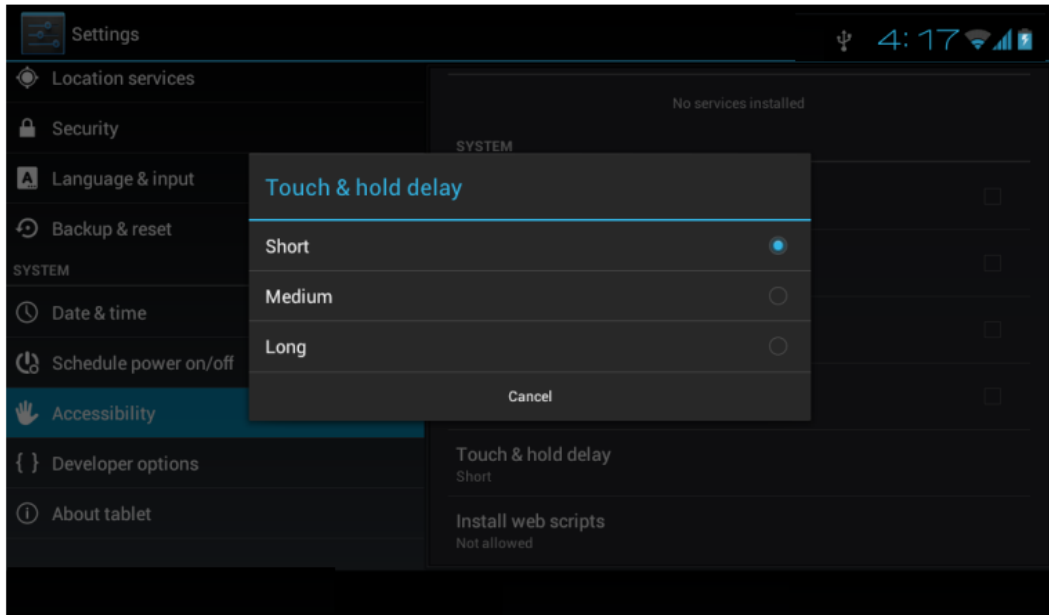 Settings
4:17
Location services
Security
Language & input
Backup & reset
SYSTEM
Date & time
Schedule power on/off
Accessibility
{ } Developer options
About tablet
No services installed
SYSTEM
Touch & hold delay
Short
Medium
Long
Cancel
Touch & hold delay
Short
Install web scripts
Not allowed